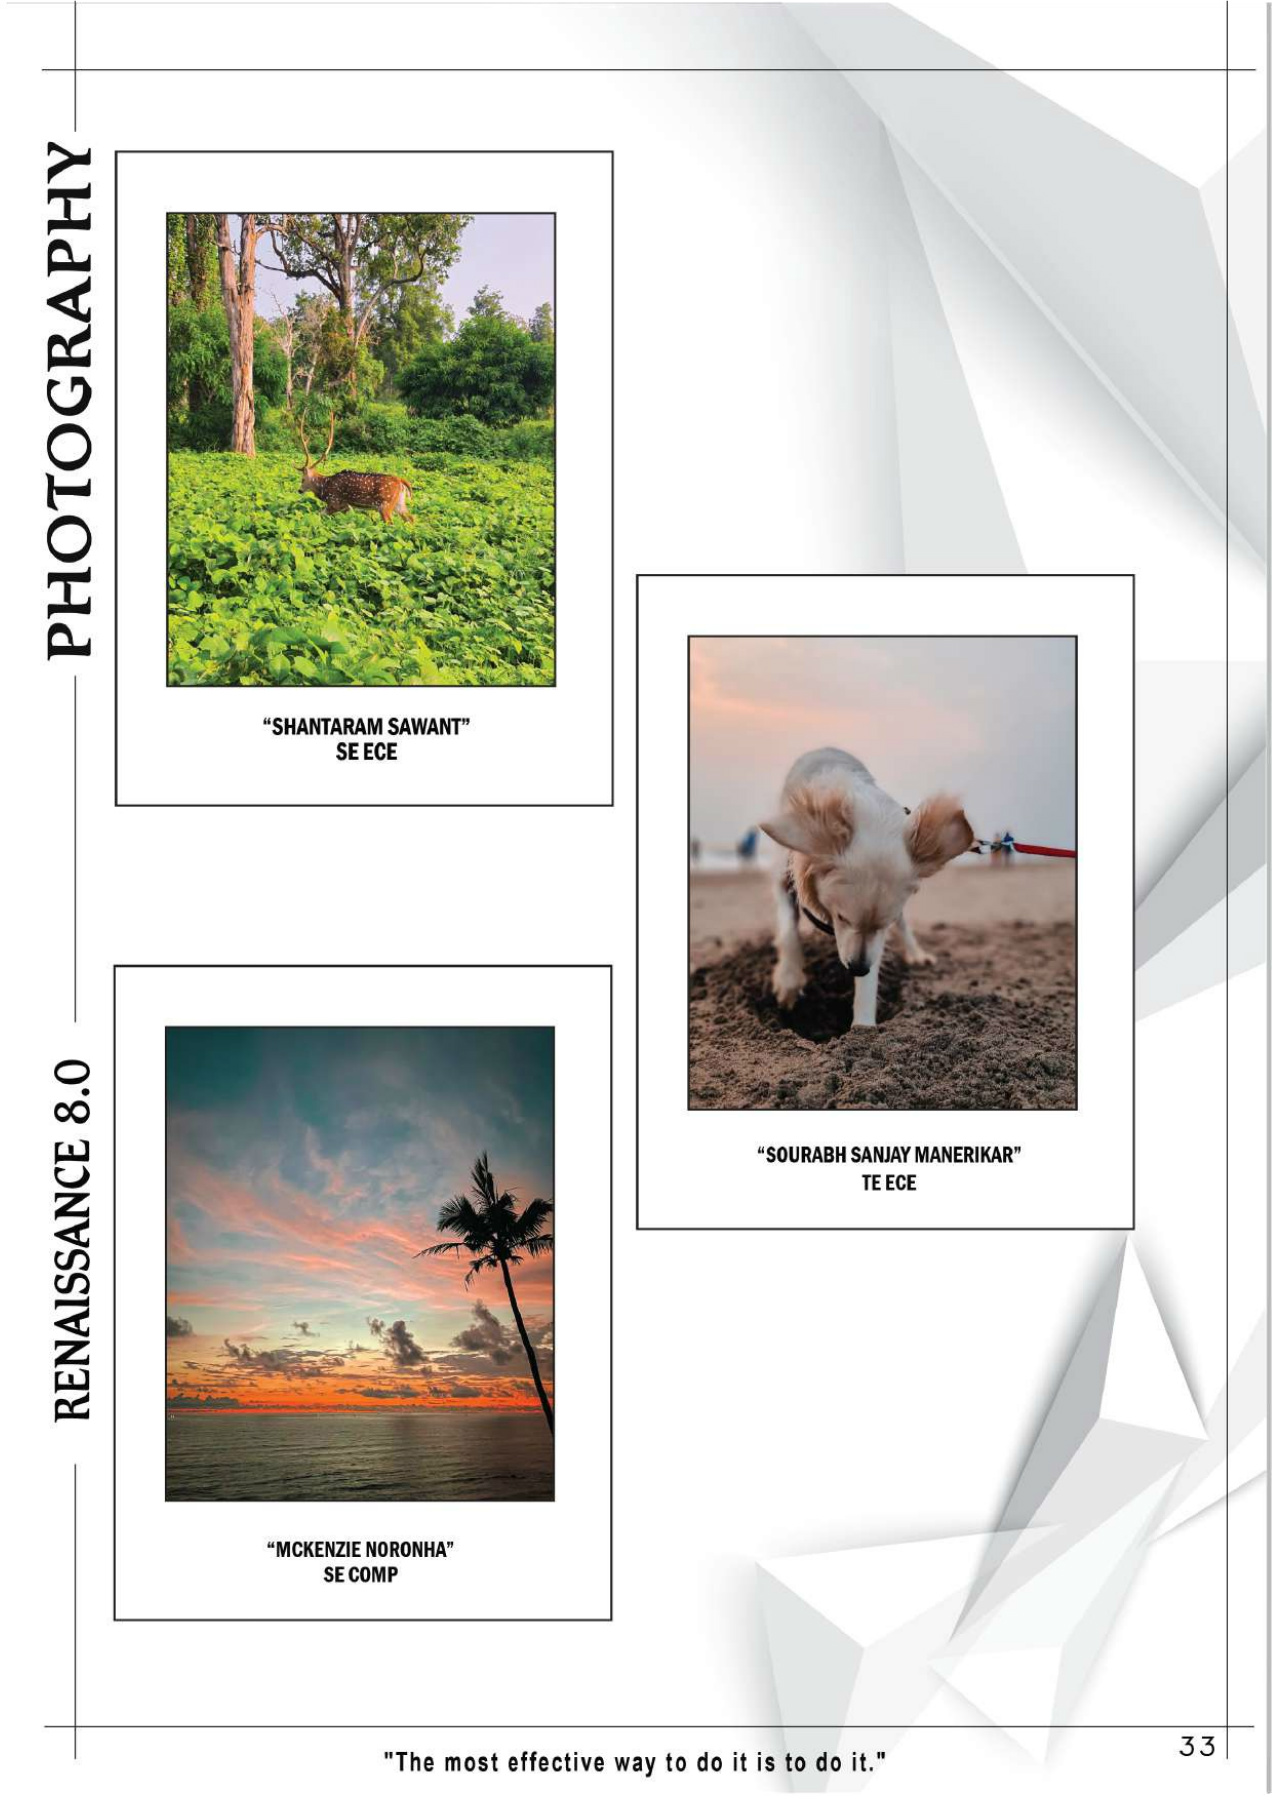 PHOTOGRAPHY
“SHANTARAM SAWANT”
SE ECE
“SOURABH SANJAY MANERIKAR”
TE ECE
RENAISSANCE 8.0
“MCKENZIE NORONHA”
SE COMP
"The most effective way to do it is to do it."
33